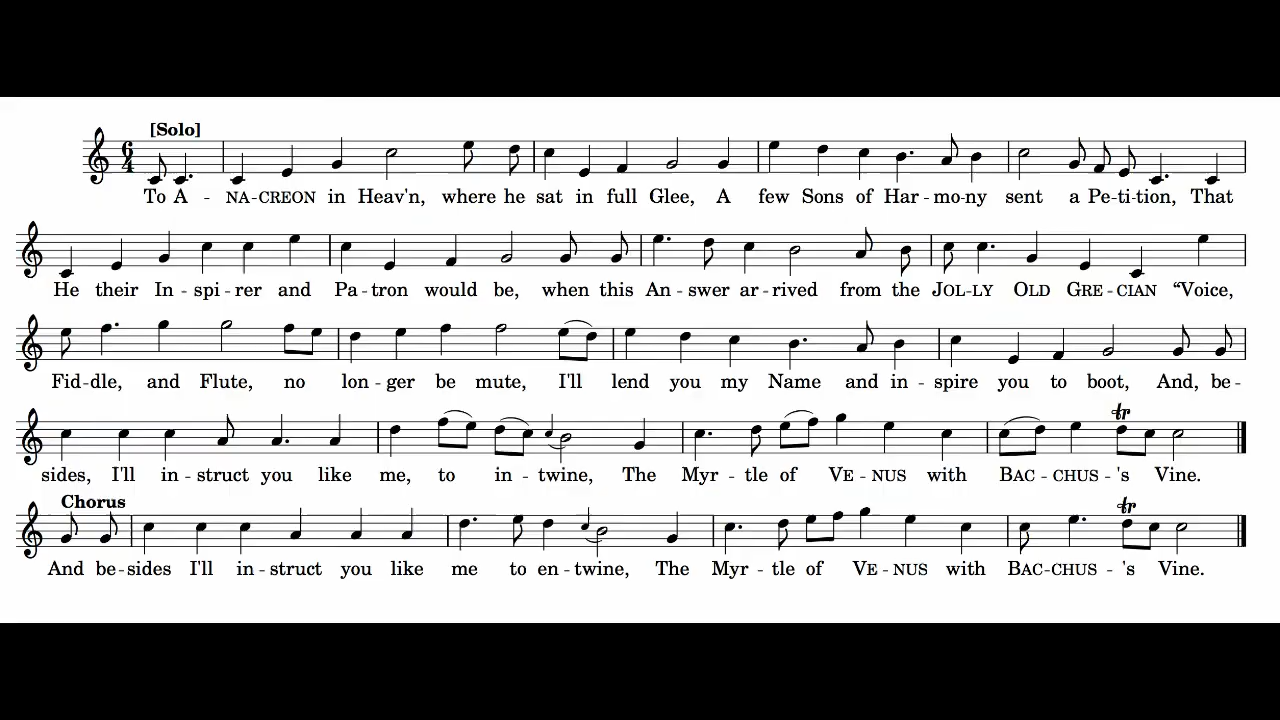 [Solo]
6
4
To A - NA-CREON in Heav'n, where he sat in full Glee, A few Sons of Har - mo-ny sent a Pe-ti-tion, That
He their In - spi - rer and Pa - tron would be, when this An - swer ar - rived from the JOL-LY OLD GRE - CIAN “Voice,
Fid-dle, and Flute, no lon - ger be mute, I'll lend you my Name and in - spire you to boot, And, be -
tr
sides, I'll in - struct you like me, to in - twine, The Myr - tle of VE - NUS with BAC - CHUS - 's Vine.
Chorus
tr
And be-sides I'll in - struct you like me to en - twine, The Myr - tle of VE - NUS with BAC-CHUS - 's Vine.